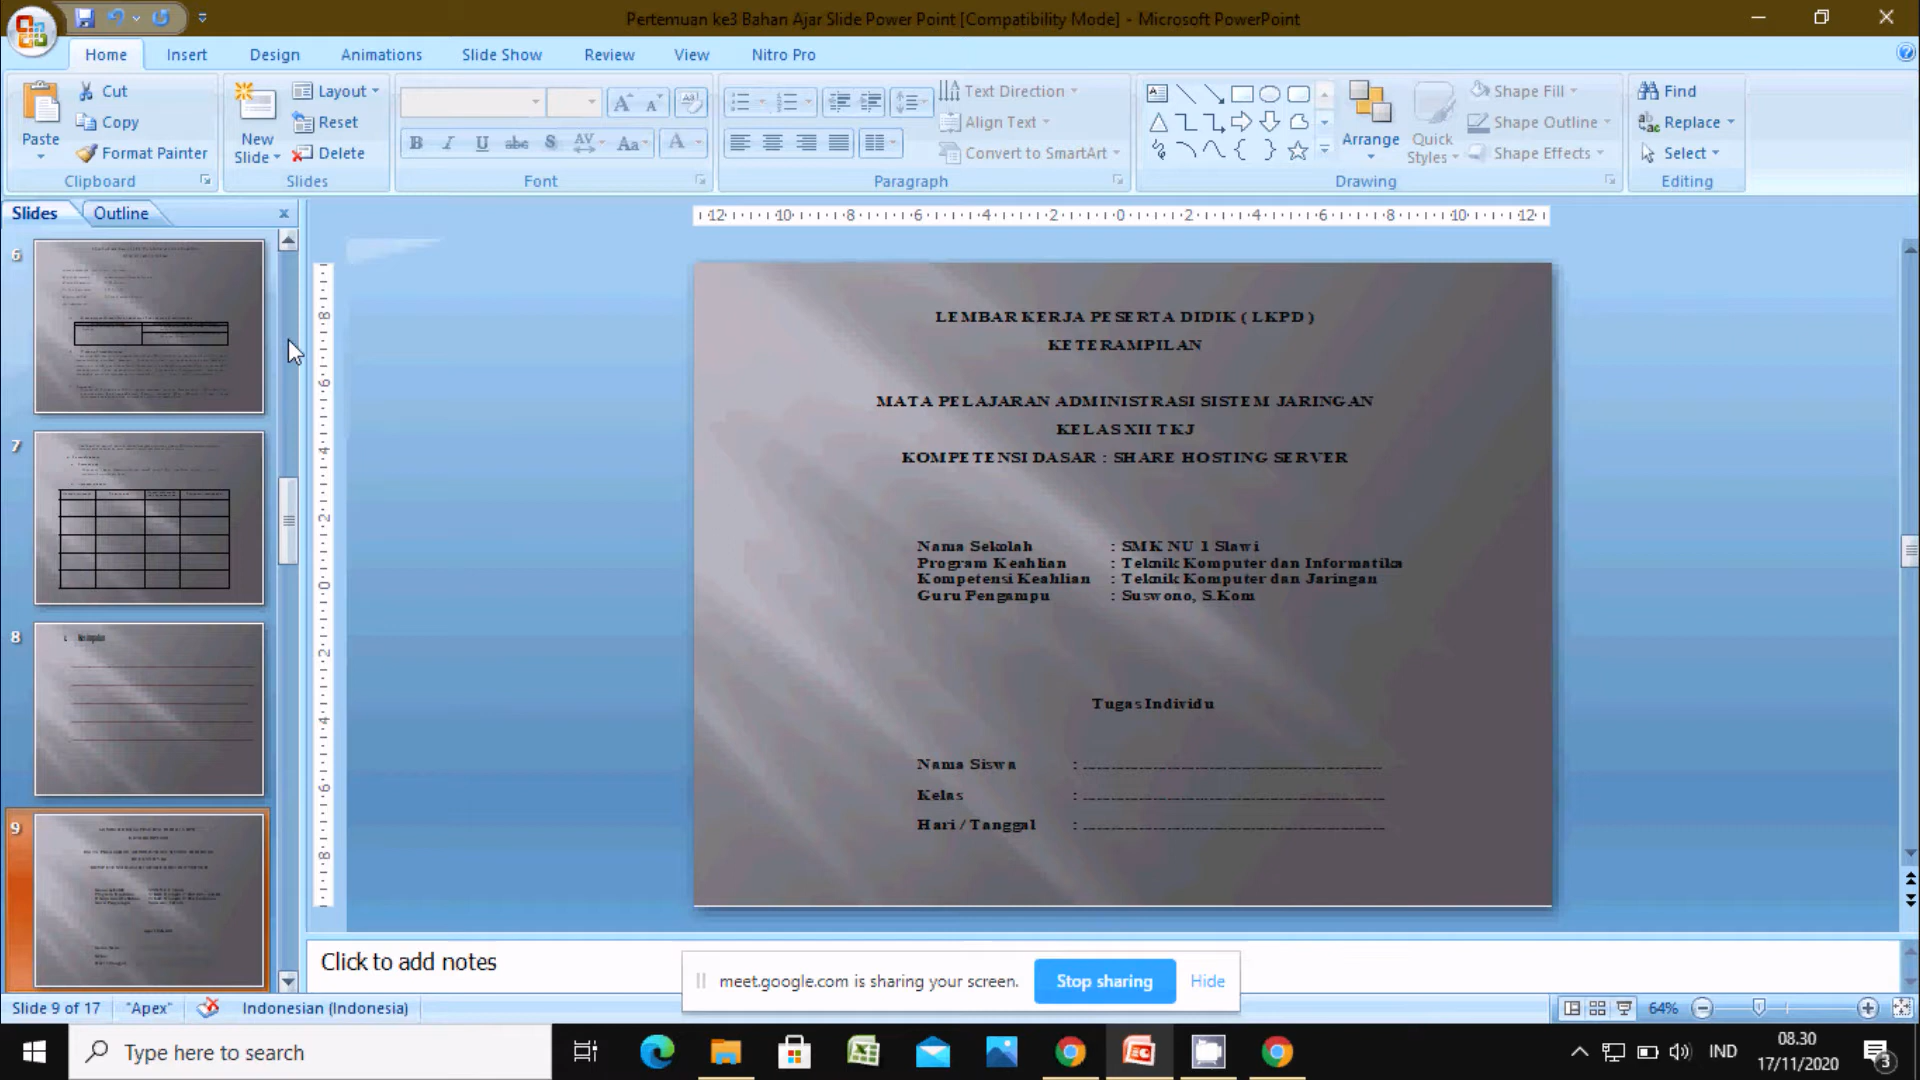 Pertemuan ke3 Bahan Ajar Slide Power Point [Compatibility Mode] - Microsoft PowerPoint
Home Insert Design Animations Slide Show Review View Nitro Pro
Paste
Cut
Copy
Format Painter
Clipboard
New Slide
Layout
Reset
Delete
Slides
Font
Text Direction
Align Text
Convert to SmartArt
Paragraph
Arrange
Quick Styles
Shape Fill
Shape Outline
Shape Effects
Drawing
Find
Replace
Select
Editing
Slides Outline
6
7
8
9
LEMBAR KERJA PESERTA DIDIK ( LKPD )
KETERAMPILAN
MATA PELAJARAN ADMINISTRASI SISTEM JARINGAN
KELAS XII TKJ
KOMPETENSI DASAR : SHARE HOSTING SERVER
Nama Sekolah : SMK NU 1 Slawi
Program Keahlian : Teknik Komputer dan Informatika
Kompetensi Keahlian : Teknik Komputer dan Jaringan
Guru Pengampu : Suswono, S.Kom
Tugas Individu
Nama Siswa :
Kelas :
Hari / Tanggal :
Click to add notes
meet.google.com is sharing your screen. Stop sharing Hide
Slide 9 of 17 "Apex" Indonesian (Indonesia) 64%
Type here to search
IND
08.30
17/11/2020
3